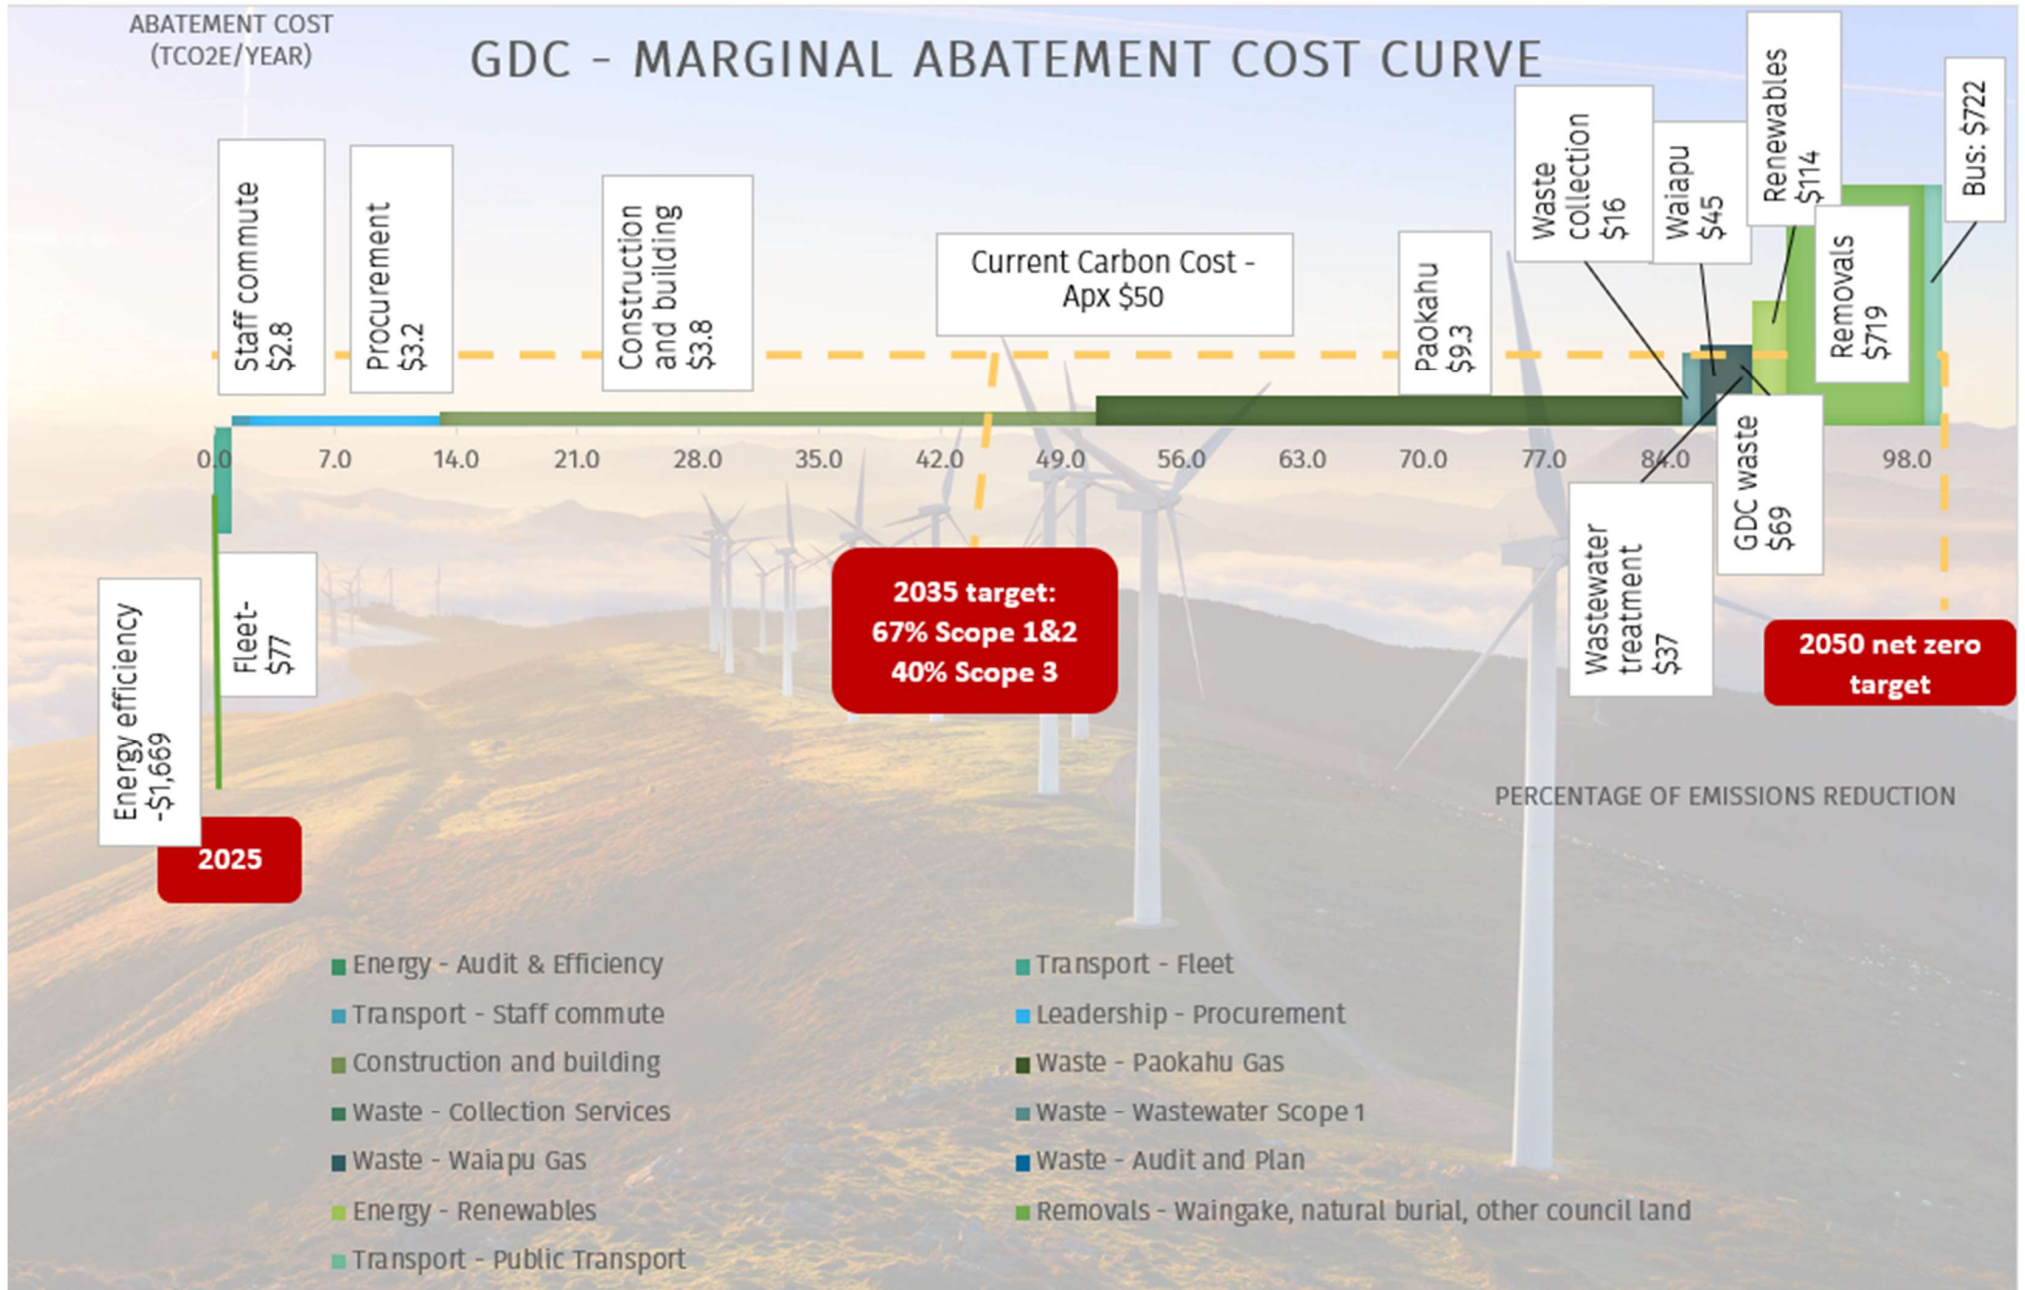 ABATEMENT COST
(TCO2E/YEAR)
GDC - MARGINAL ABATEMENT COST CURVE
Staff commute
$2.8
Procurement
$3.2
Construction
and building
$3.8
Current Carbon Cost -
Apx $50
Paokahu
$9.3
Waste
collection
$16
Waiapu
$45
Renewables
$114
Removals
$719
Bus: $722
0.0
7.0
14.0
21.0
28.0
35.0
42.0
49.0
56.0
63.0
70.0
77.0
84.0
98.0
Energy efficiency
-$1,669
Fleet-
$77
2035 target:
67% Scope 1&2
40% Scope 3
Wastewater
treatment
$37
GDC waste
$69
2050 net zero
target
PERCENTAGE OF EMISSIONS REDUCTION
2025
Energy - Audit & Efficiency
Transport - Fleet
Transport - Staff commute
Leadership - Procurement
Construction and building
Waste - Paokahu Gas
Waste - Collection Services
Waste - Wastewater Scope 1
Waste - Waiapu Gas
Waste - Audit and Plan
Energy - Renewables
Removals - Waingake, natural burial, other council land
Transport - Public Transport